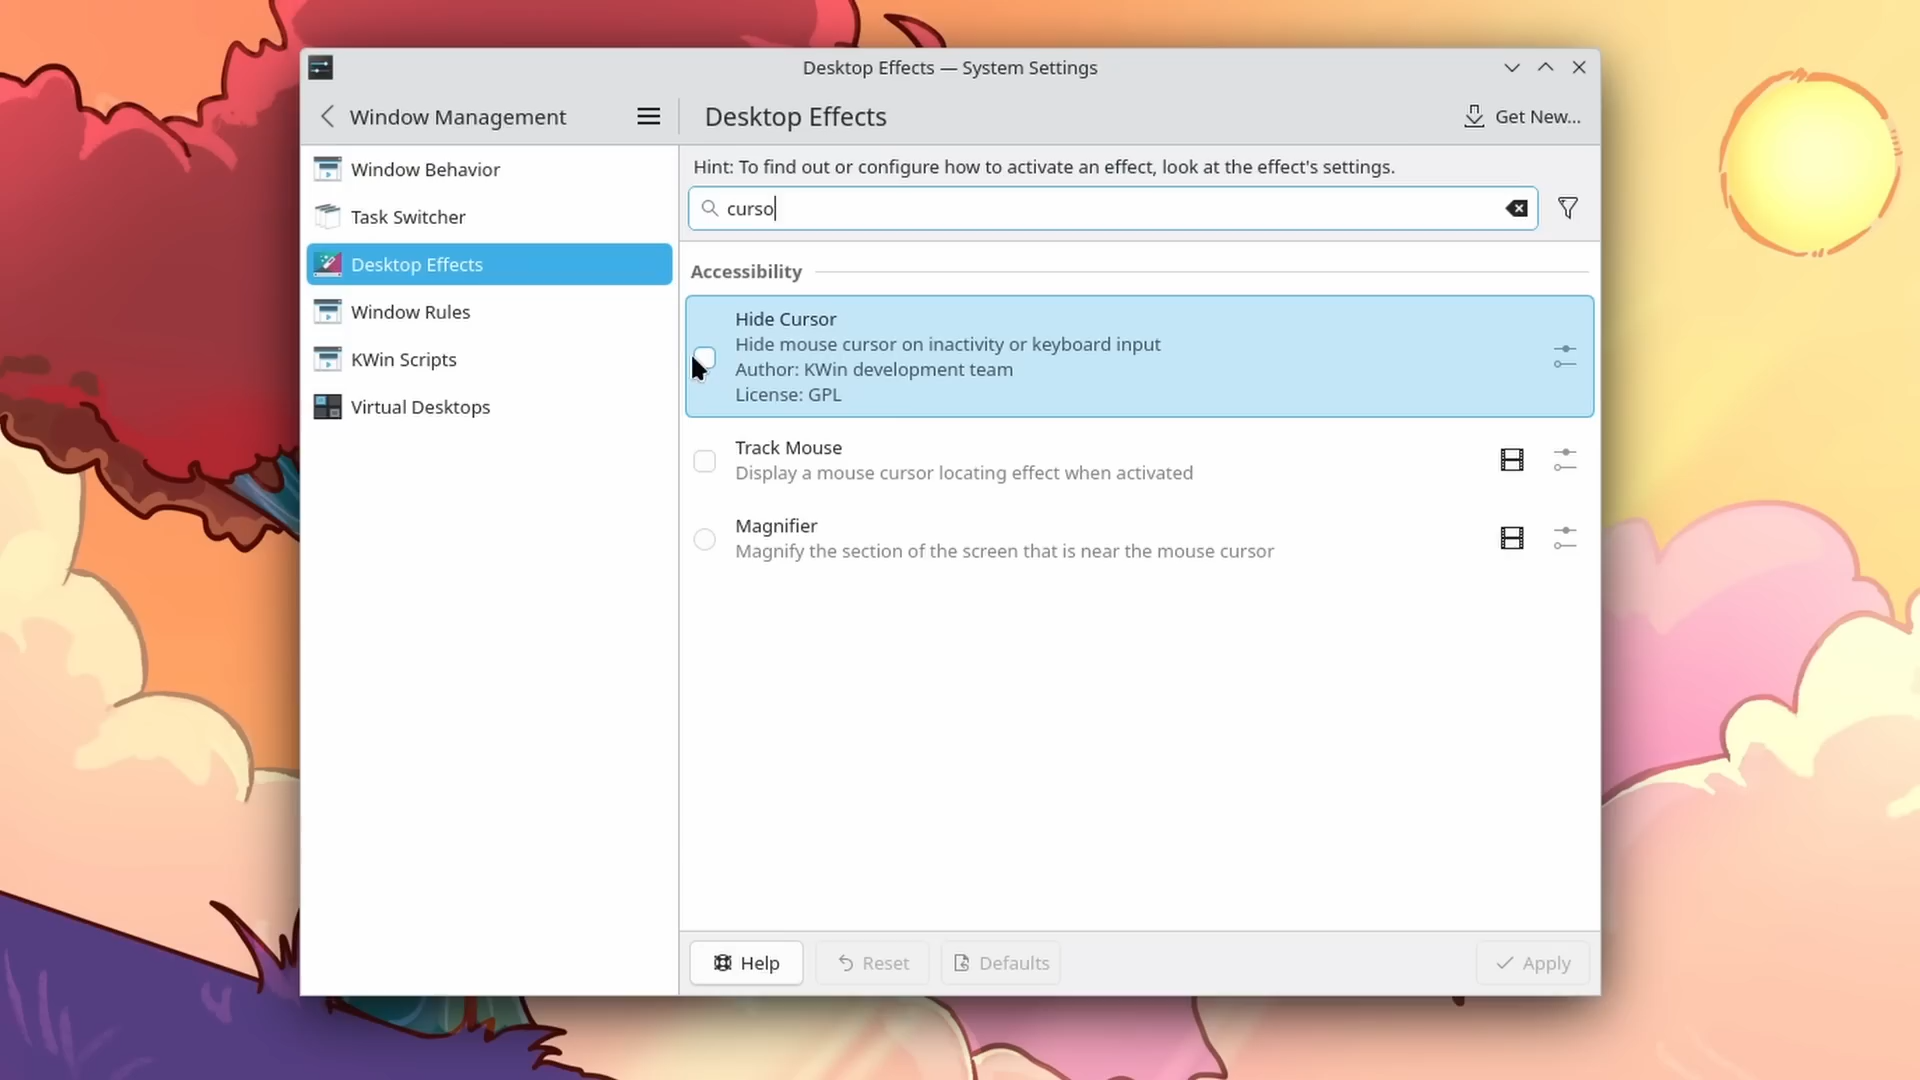 Desktop Effects — System Settings
Window Management
Desktop Effects
Get New...
Window Behavior
Task Switcher
Desktop Effects
Window Rules
KWin Scripts
Virtual Desktops
Hint: To find out or configure how to activate an effect, look at the effect's settings.
curso
Accessibility
Hide Cursor
Hide mouse cursor on inactivity or keyboard input
Author: KWin development team
License: GPL
Track Mouse
Display a mouse cursor locating effect when activated
Magnifier
Magnify the section of the screen that is near the mouse cursor
Help
Reset
Defaults
Apply